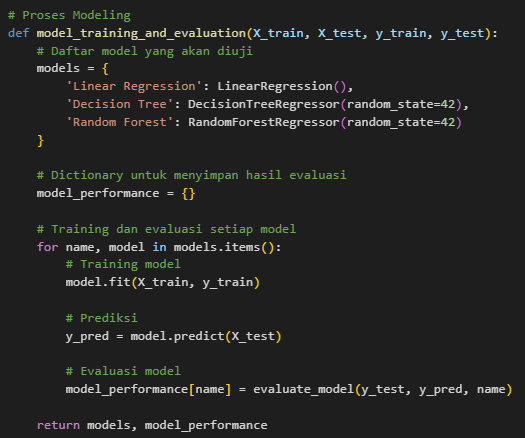 # Proses Modeling
def model_training_and_evaluation(X_train, X_test, y_train, y_test):
    # Daftar model yang akan diuji
    models = {
        'Linear Regression': LinearRegression(),
        'Decision Tree': DecisionTreeRegressor(random_state=42),
        'Random Forest': RandomForestRegressor(random_state=42)
    }
    # Dictionary untuk menyimpan hasil evaluasi
    model_performance = {}
    # Training dan evaluasi setiap model
    for name, model in models.items():
        # Training model
        model.fit(X_train, y_train)
        # Prediksi
        y_pred = model.predict(X_test)
        # Evaluasi model
        model_performance[name] = evaluate_model(y_test, y_pred, name)
    return models, model_performance